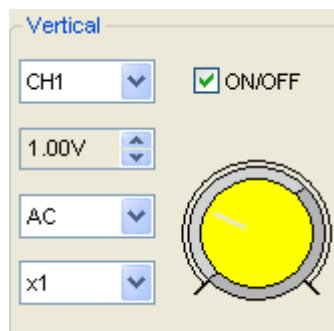 Vertical
CH1
ON/OFF
1.00V
AC
x1